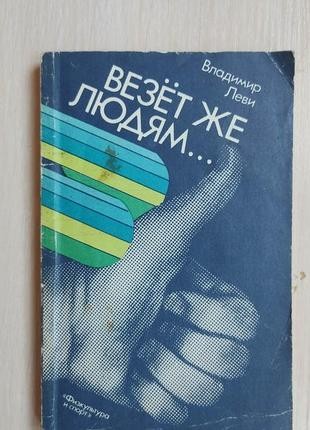 Владимир
Леви
ВЕЗЁТ ЖЕ
ЛЮДЯМ...
«Физкультура
и спорт»